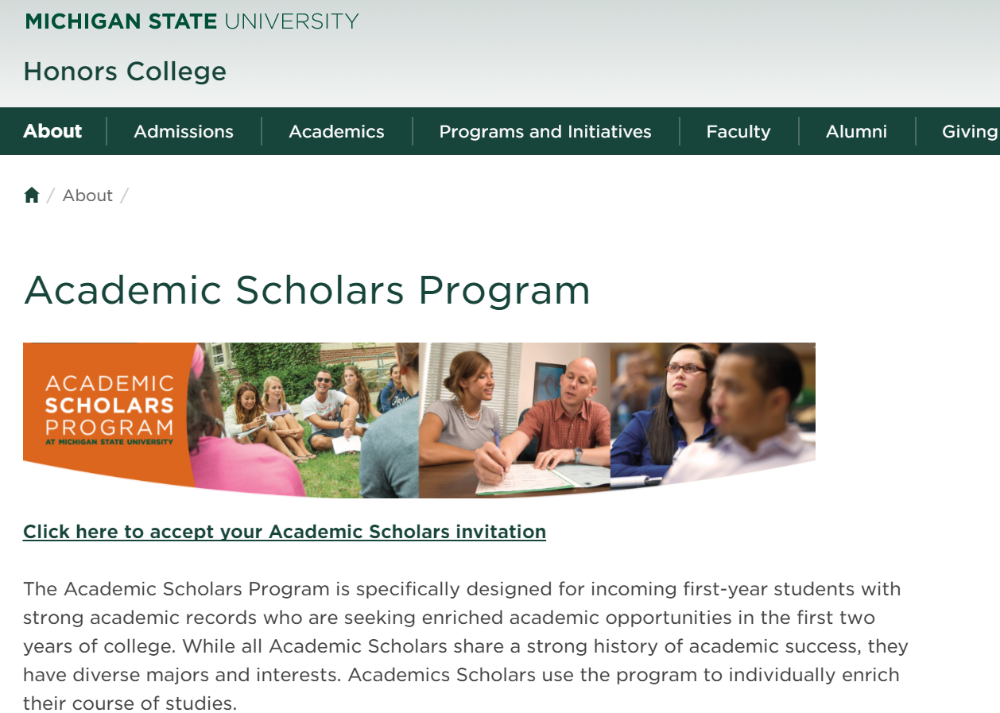 MICHIGAN STATE UNIVERSITY
Honors College
About
Admissions
Academics
Programs and Initiatives
Faculty
Alumni
Giving
/ About /
Academic Scholars Program
ACADEMIC
SCHOLARS
PROGRAM
AT MICHIGAN STATE UNIVERSITY
Click here to accept your Academic Scholars invitation
The Academic Scholars Program is specifically designed for incoming first-year students with
strong academic records who are seeking enriched academic opportunities in the first two
years of college. While all Academic Scholars share a strong history of academic success, they
have diverse majors and interests. Academics Scholars use the program to individually enrich
their course of studies.